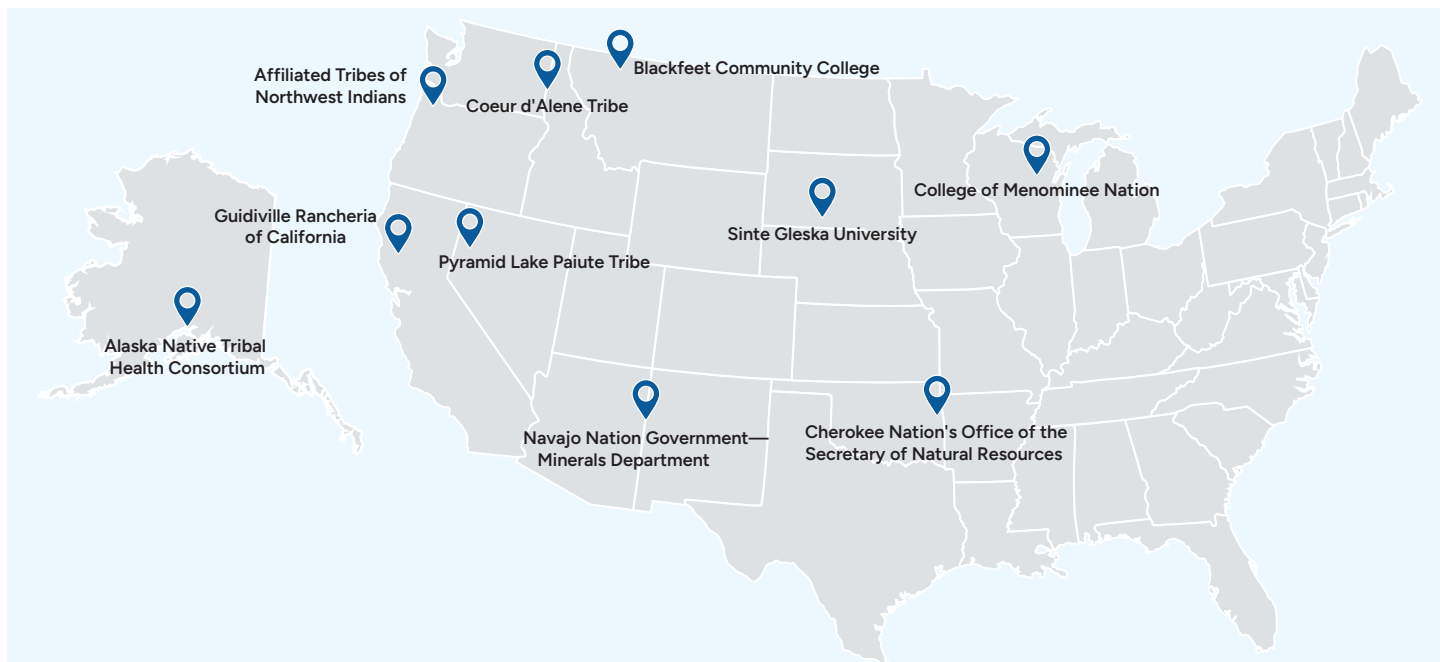 Blackfeet Community College
Affiliated Tribes of
Northwest Indians
Coeur d'Alene Tribe
College of Menominee Nation
Guidiville Rancheria
of California
Sinte Gleska University
Pyramid Lake Paiute Tribe
Alaska Native Tribal
Health Consortium
Navajo Nation Government—
Minerals Department
Cherokee Nation's Office of the
Secretary of Natural Resources